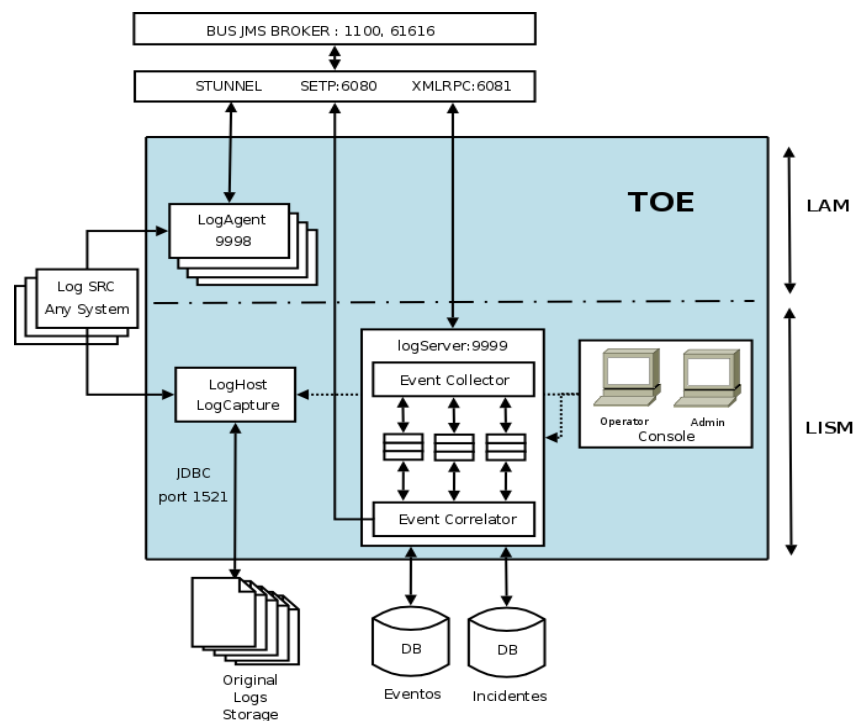 BUS JMS BROKER : 1100, 61616
STUNNEL SETP:6080 XMLRPC:6081
TOE
LAM
LogAgent
9998
Log SRC
Any System
logServer:9999
Event Collector
LogHost
LogCapture
Operator
Admin
Console
LISM
JDBC
port 1521
Event Correlator
DB
DB
Original
Logs
Storage
Eventos
Incidentes